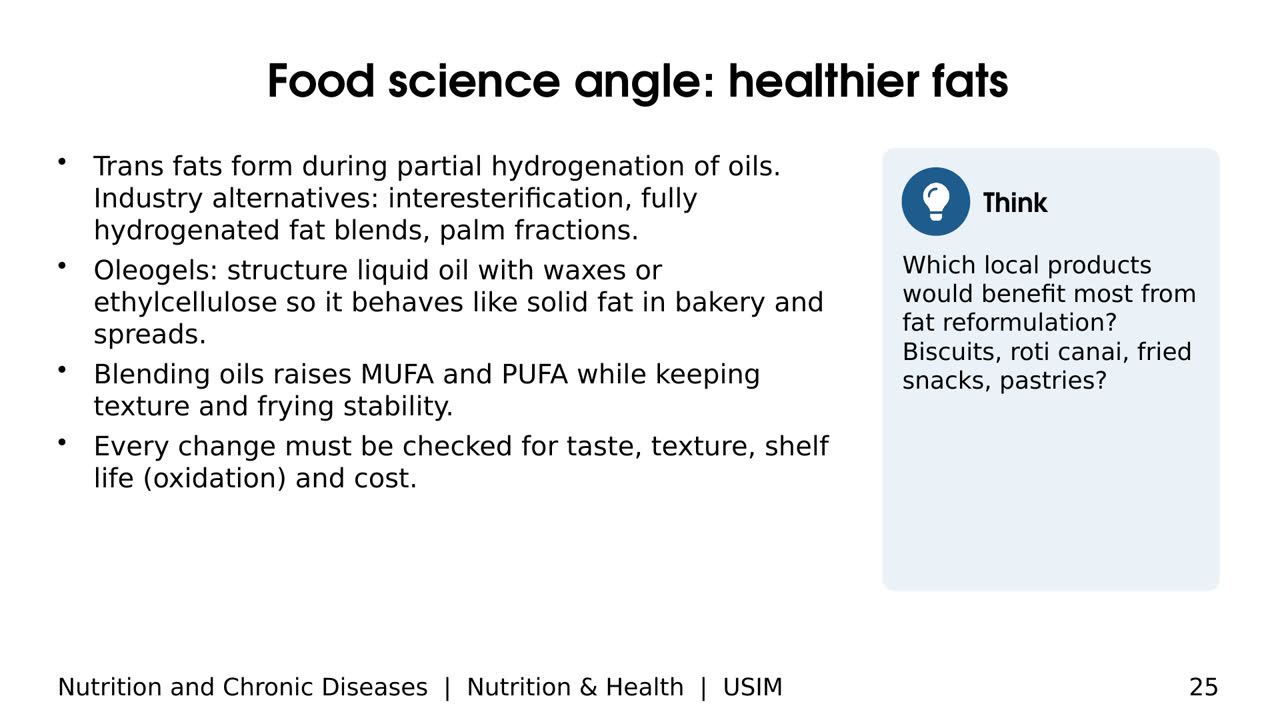 Food science angle: healthier fats
• Trans fats form during partial hydrogenation of oils.
Industry alternatives: interesterification, fully
hydrogenated fat blends, palm fractions.
• Oleogels: structure liquid oil with waxes or
ethylcellulose so it behaves like solid fat in bakery and
spreads.
• Blending oils raises MUFA and PUFA while keeping
texture and frying stability.
• Every change must be checked for taste, texture, shelf
life (oxidation) and cost.
Think
Which local products
would benefit most from
fat reformulation?
Biscuits, roti canai, fried
snacks, pastries?
Nutrition and Chronic Diseases | Nutrition & Health | USIM
25